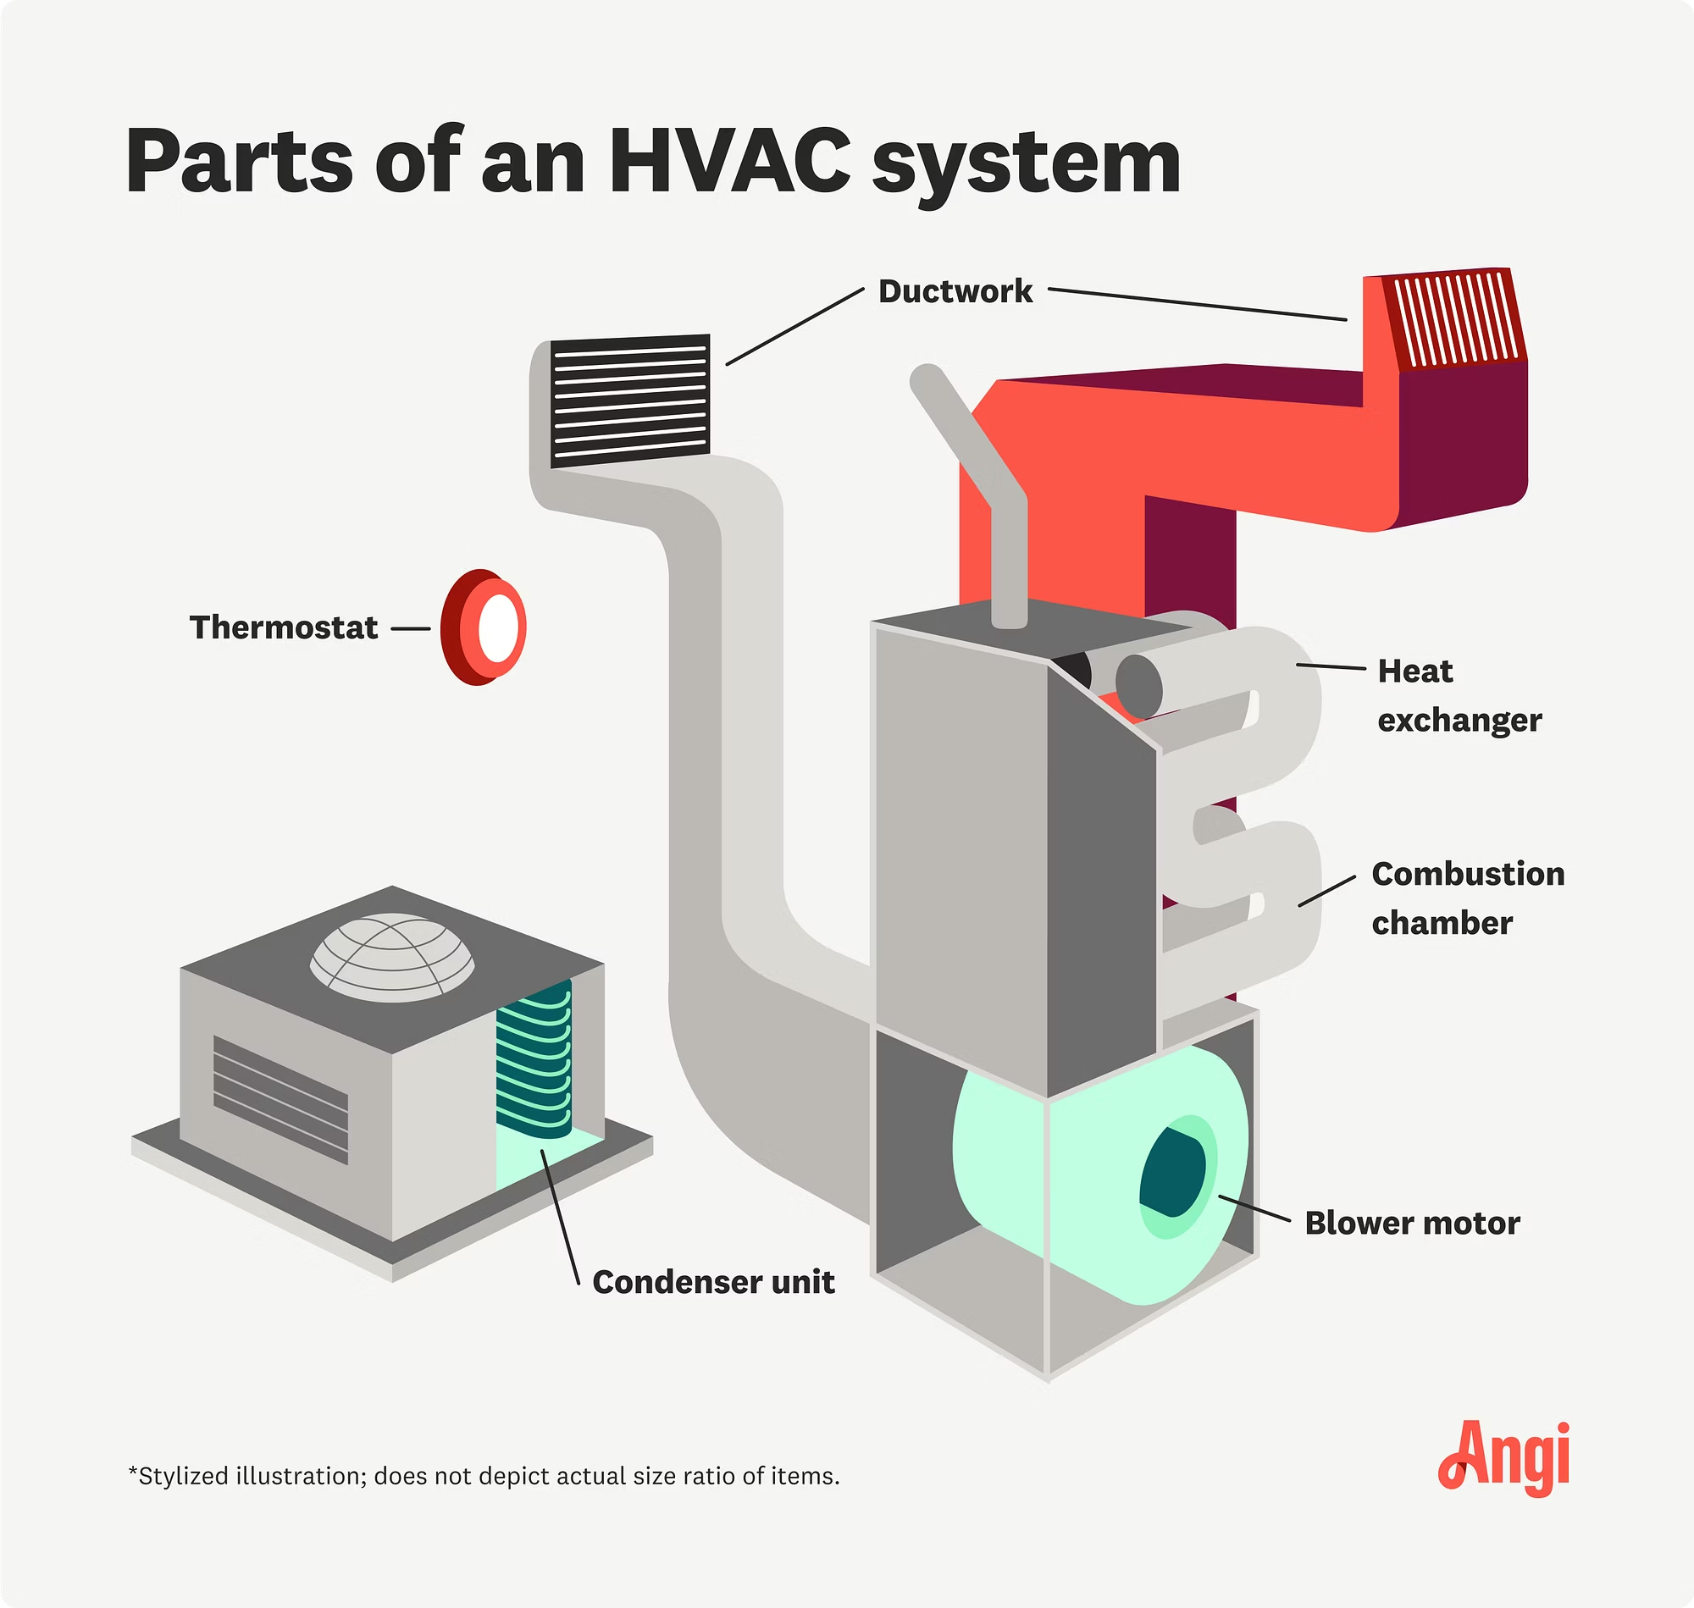 Parts of an HVAC system
Ductwork
Thermostat
Heat
exchanger
Combustion
chamber
Blower motor
Condenser unit
*Stylized illustration; does not depict actual size ratio of items.
Angi